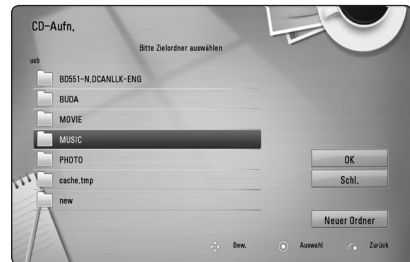 CD-Aufn.
Bitte Zielordner auswählen
usb
BD551-N.DCANLLK-ENG
BUDA
MOVIE
MUSIC
PHOTO
cache.tmp
new
OK
Schl.
Neuer Ordner
Bew. Auswahl Zurück